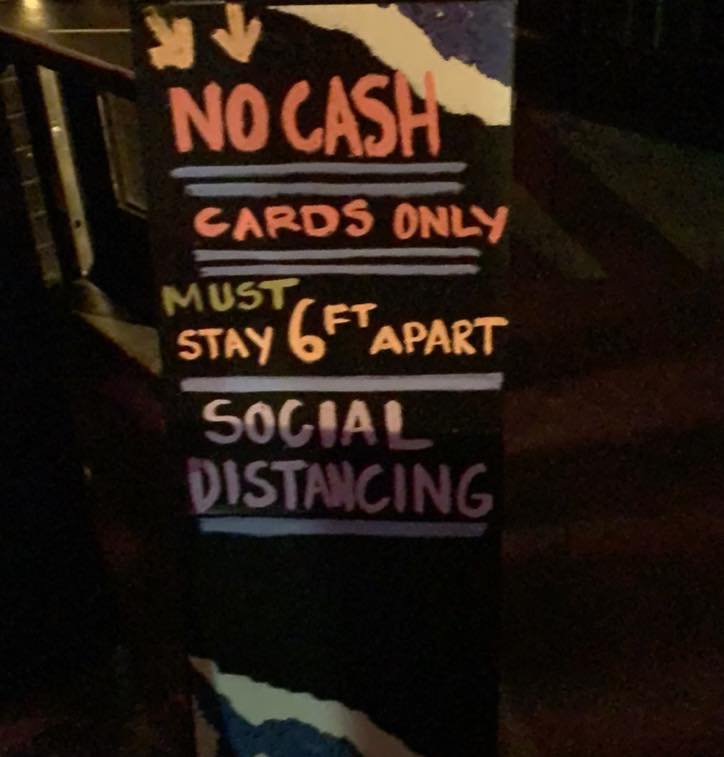 NO CASH
CARDS ONLY
MUST
STAY 6FT APART
SOCIAL
DISTANCING